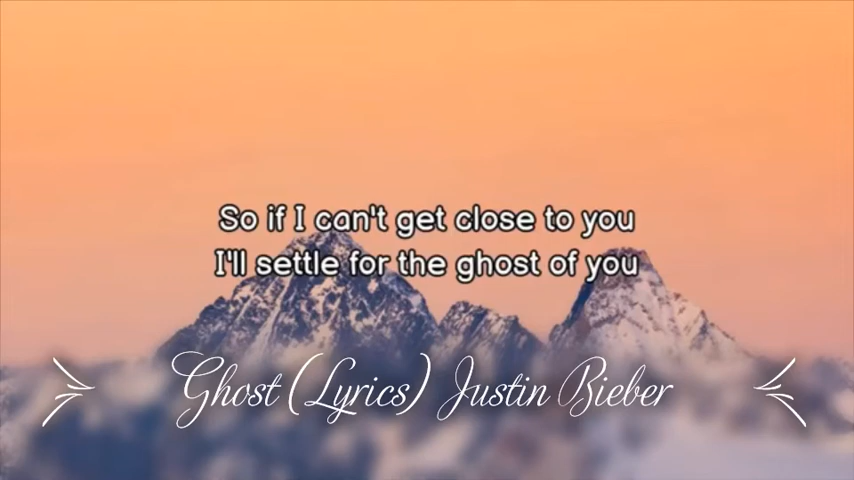 So if I can't get close to you
I'll settle for the ghost of you
Ghost (Lyrics) Justin Bieber